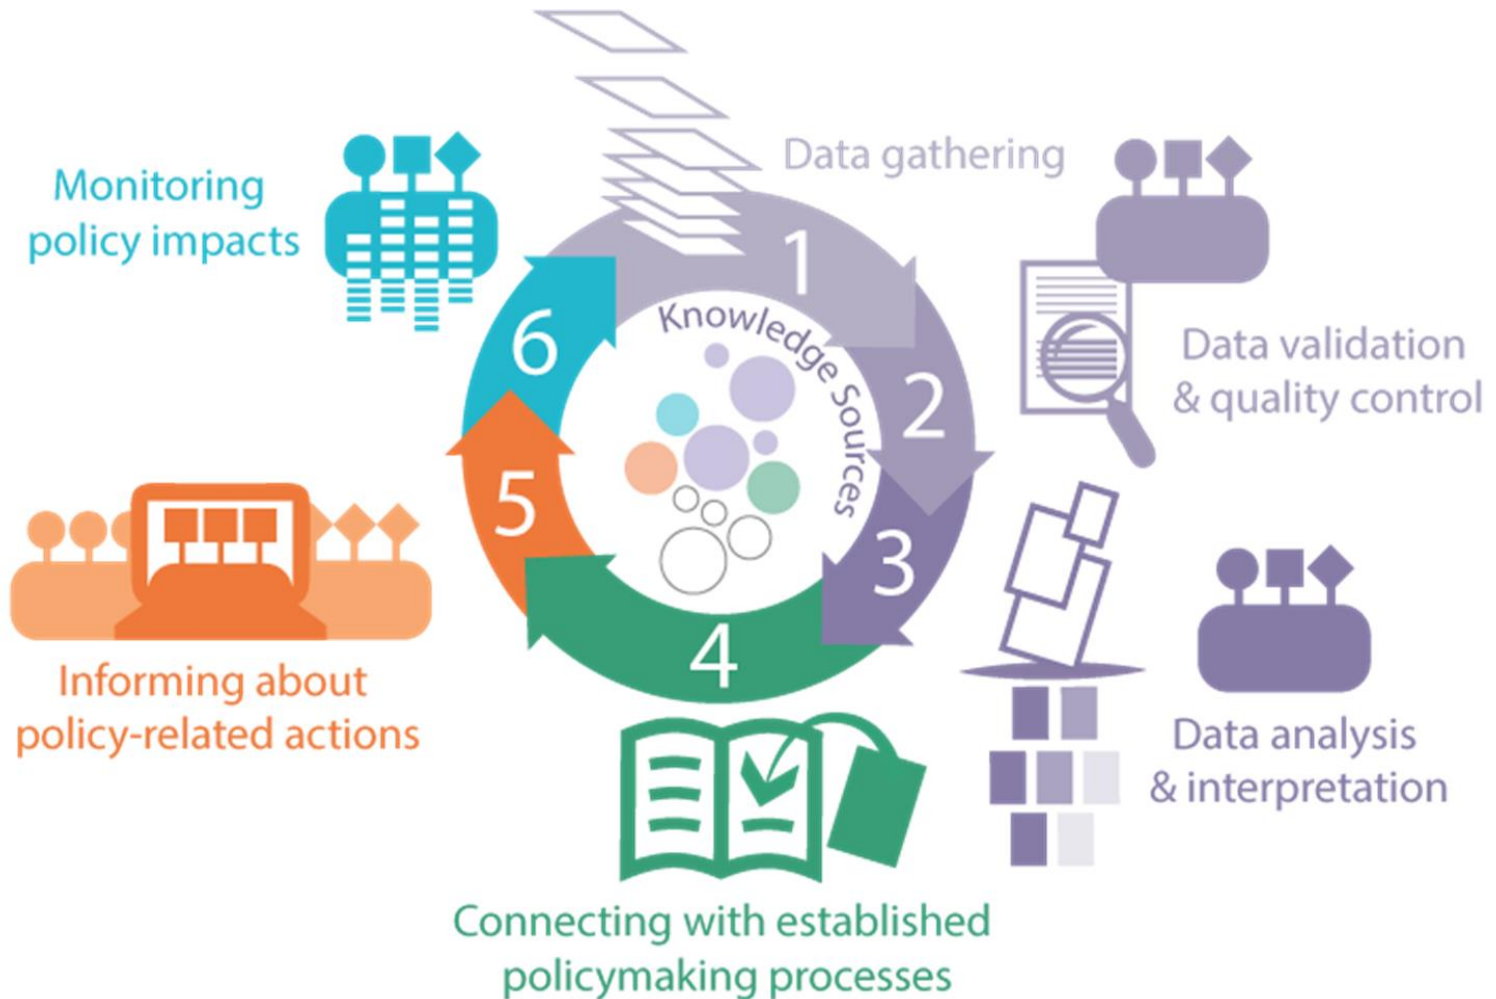 Data gathering
Monitoring
policy impacts
1
Knowledge Sources
6
2
Data validation
& quality control
5
3
Informing about
policy-related actions
4
Data analysis
& interpretation
Connecting with established
policymaking processes